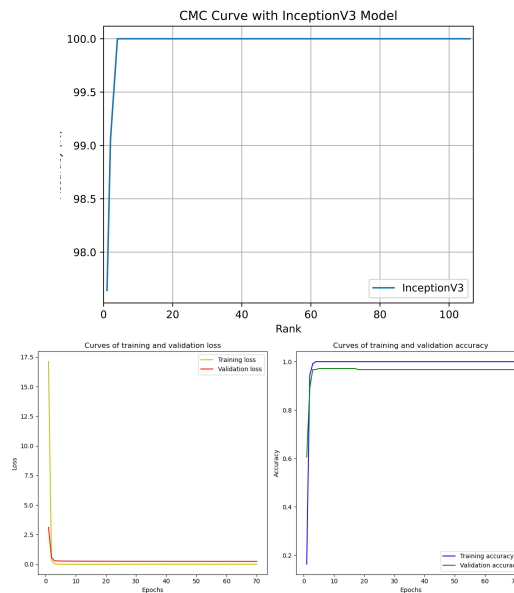 CMC Curve with InceptionV3 Model
100.0
99.5
99.0
98.5
98.0
0 20 40 60 80 100
Rank
InceptionV3
Curves of training and validation loss
17.5
15.0
12.5
10.0
7.5
5.0
2.5
0.0
Loss
0 10 20 30 40 50 60 70
Epochs
Training loss
Validation loss
Curves of training and validation accuracy
1.0
0.8
0.6
0.4
0.2
Accuracy
0 10 20 30 40 50 60 70
Epochs
Training accuracy
Validation accurac